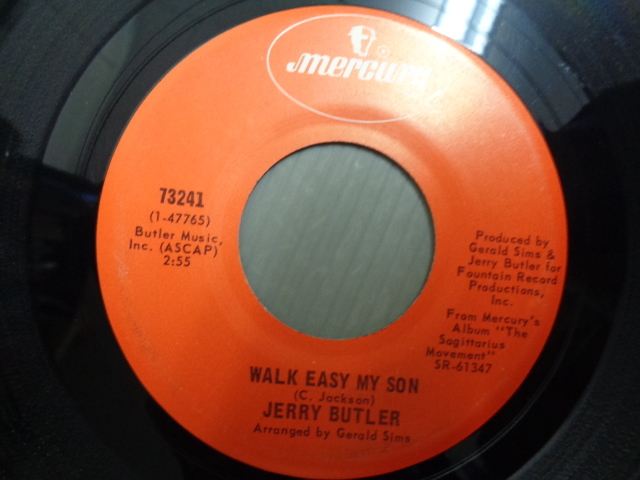 mercury
73241
(1-47765)
Butler Music,
Inc. (ASCAP)
2:55
Produced by
Gerald Sims &
Jerry Butler for
Fountain Record
Productions,
Inc.
From Mercury's
Album "The
Sagittarius
Movement"
SR-61347
WALK EASY MY SON
(C. Jackson)
JERRY BUTLER
Arranged by Gerald Sims